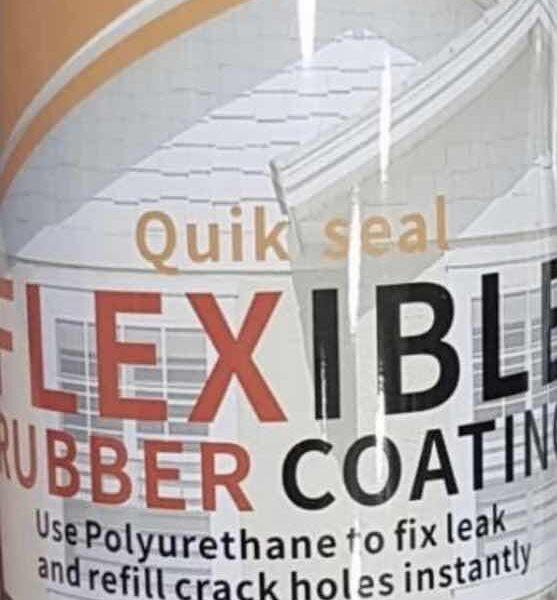 Quik seal
FLEXIBLE
RUBBER COATING
Use Polyurethane to fix leak
and refill crack holes instantly